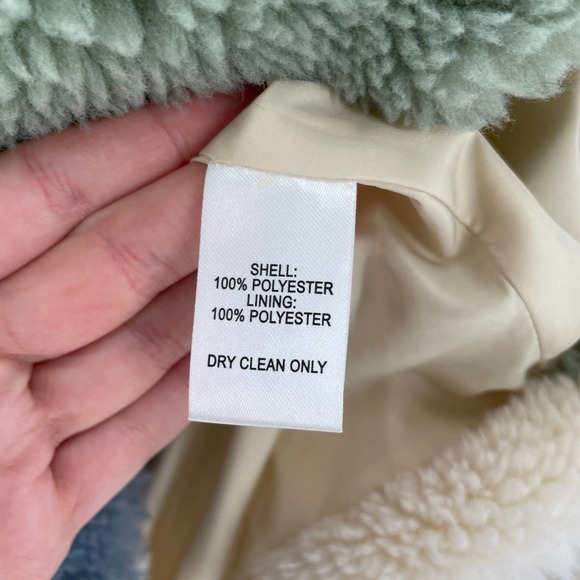 SHELL:
100% POLYESTER
LINING:
100% POLYESTER
DRY CLEAN ONLY